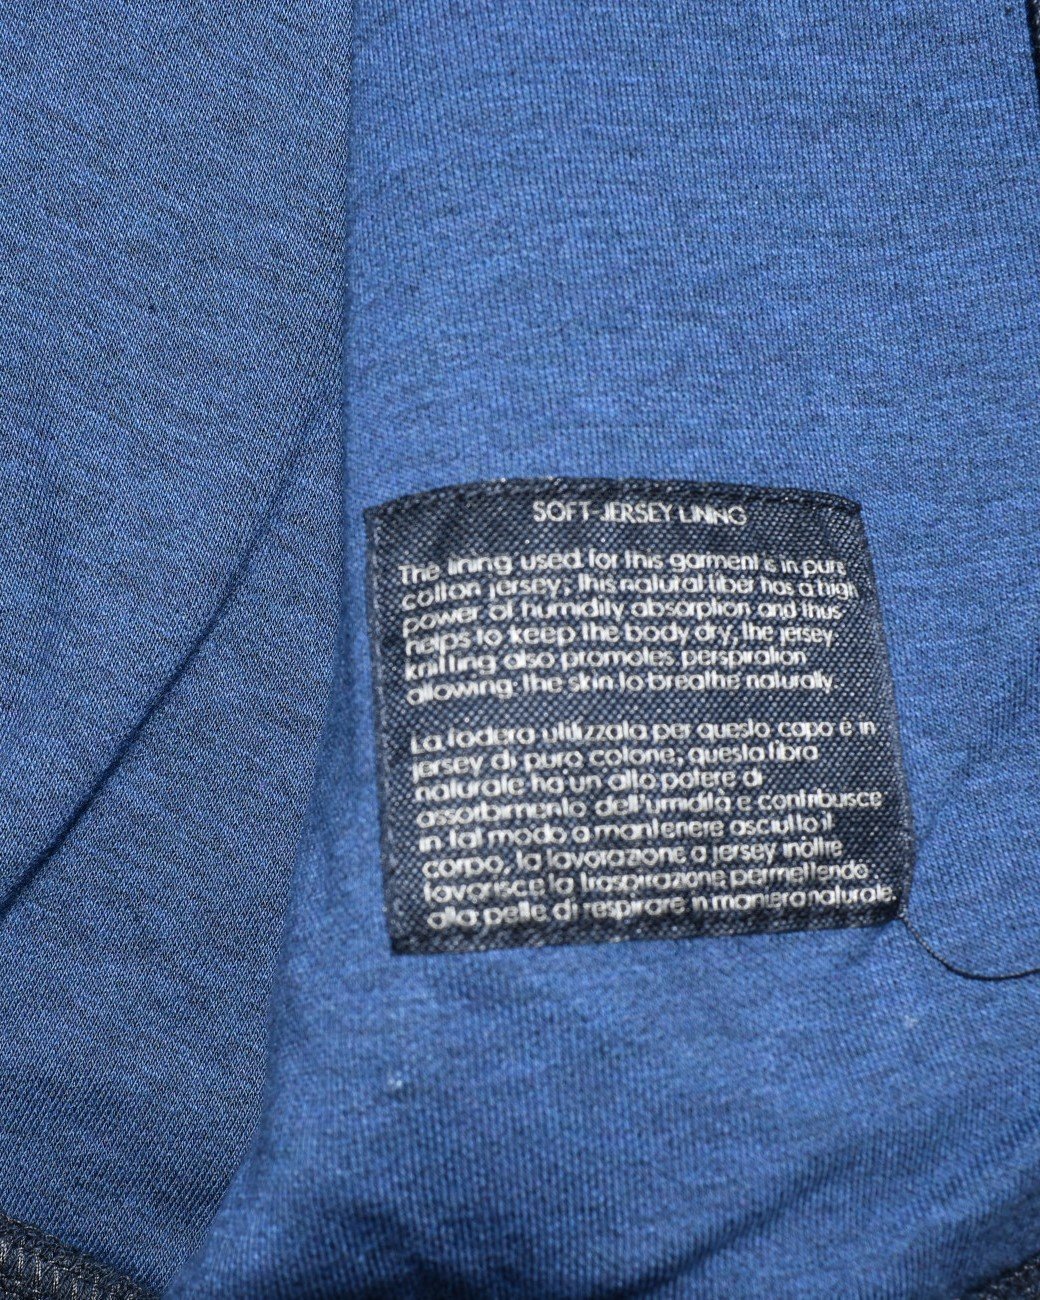 SOFT-JERSEY LINING
The lining used for this garment is in pure
cotton jersey; this natural fiber has a high
power of humidity absorption and thus
helps to keep the body dry, the jersey
knitting also promotes perspiration
allowing the skin to breathe naturally
La fodera utilizzata per questo capo è in
jersey di puro cotone, questa fibra
naturale ha un alto potere di
assorbimento dell'umidità e contribuisce
in tal modo a mantenere asciutto il
corpo, la lavorazione a jersey inoltre
favorisce la traspirazione permettendo
alla pelle di respirare in maniera naturale.